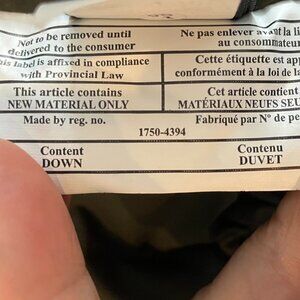 Not to be removed until
delivered to the consumer
Ne pas enlever avant la
au consommateur
his label is affixed in compliance
with Provincial Law
Cette étiquette est
conformément à la loi de
This article contains
NEW MATERIAL ONLY
Cet article contient
MATÉRIAUX NEUFS
Made by reg. no.
Fabriqué par Nº de
1750-4394
Content
DOWN
Contenu
DUVET